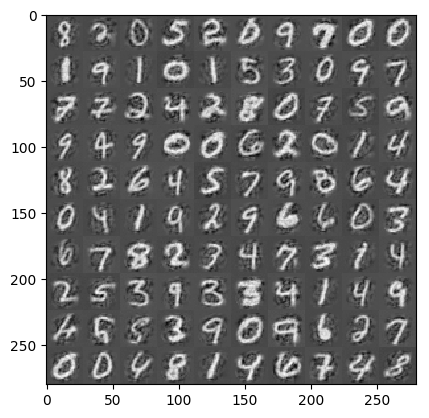 0
50
100
150
200
250
8 2 0 5 2 0 9 7 0 0
1 9 1 0 1 5 3 0 9 7
7 2 2 4 2 8 0 9 5 9
9 4 9 0 0 6 2 0 1 4
8 2 6 4 5 7 9 8 6 4
0 4 1 9 2 9 6 6 0 3
6 7 8 2 3 4 7 3 1 4
2 5 3 9 3 3 4 1 4 9
5 3 9 0 9 6 2 7
0 0 4 8 1 4 6 7 4 8
0 50 100 150 200 250